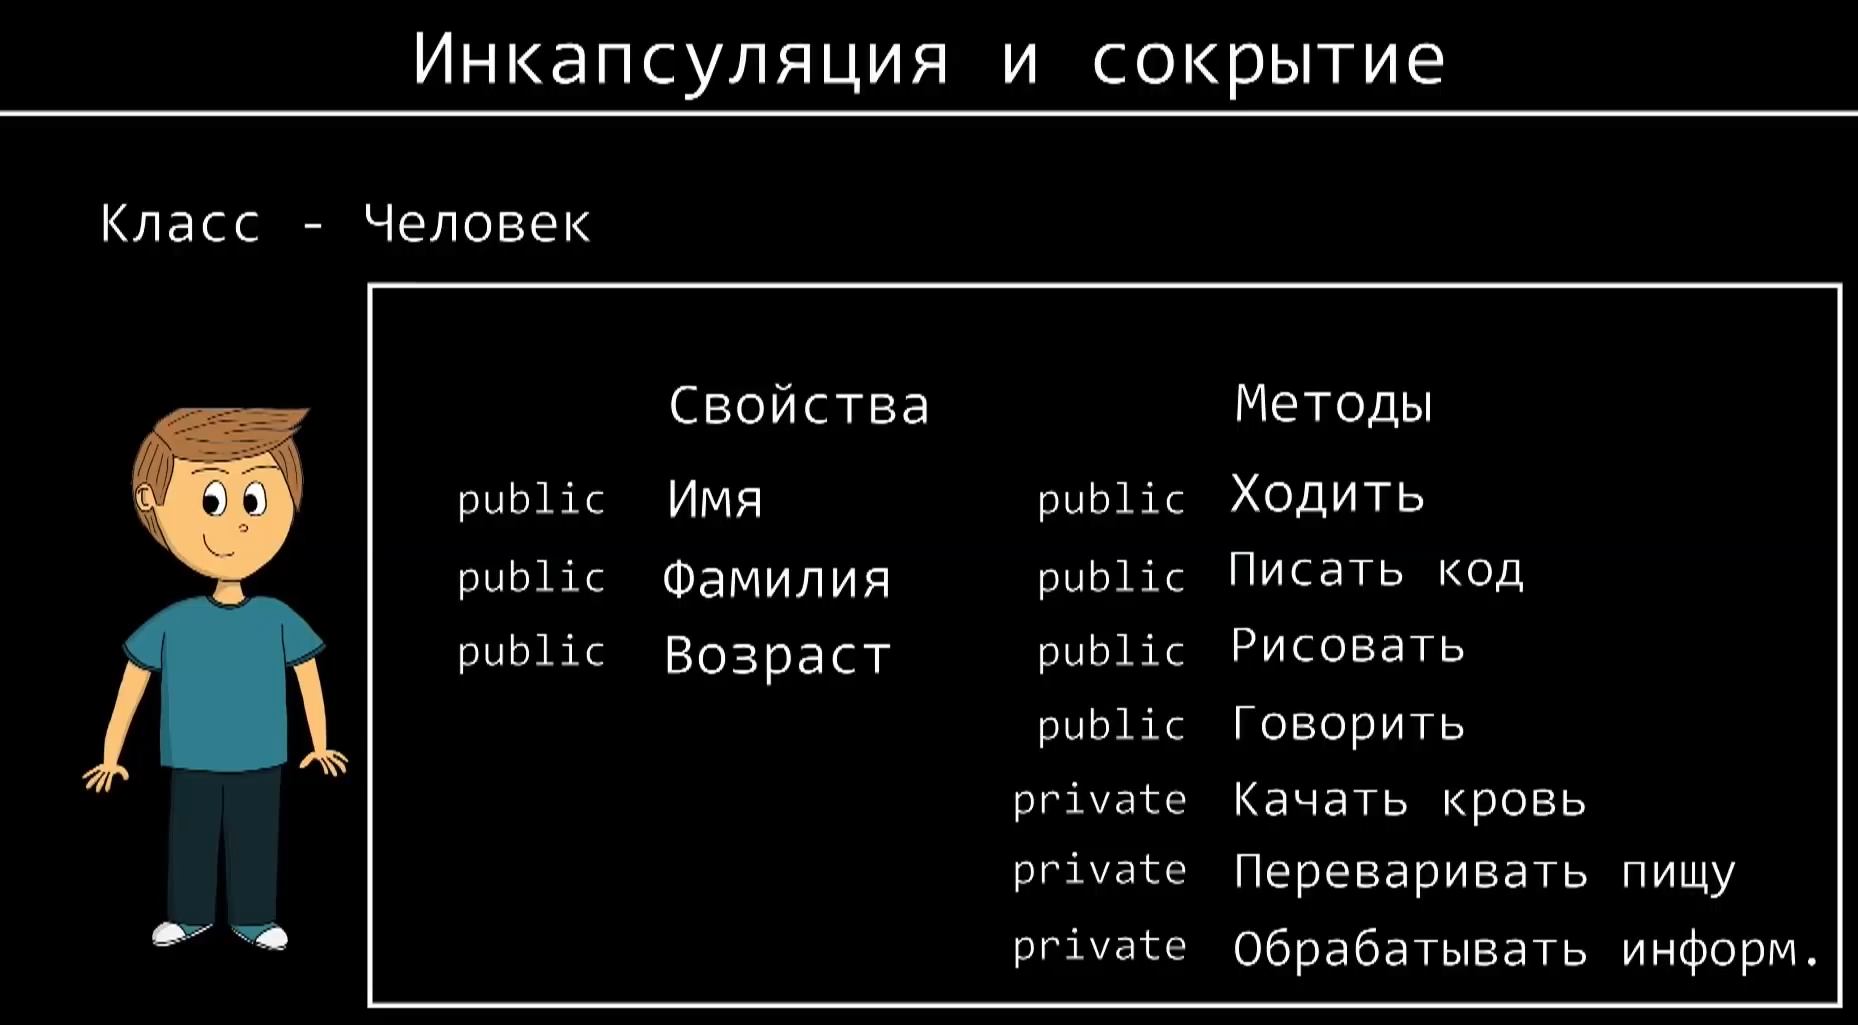 Инкапсуляция и сокрытие
Класс - Человек
Свойства
public Имя
public Фамилия
public Возраст
Методы
public Ходить
public Писать код
public Рисовать
public Говорить
private Качать кровь
private Переваривать пищу
private Обрабатывать информ.